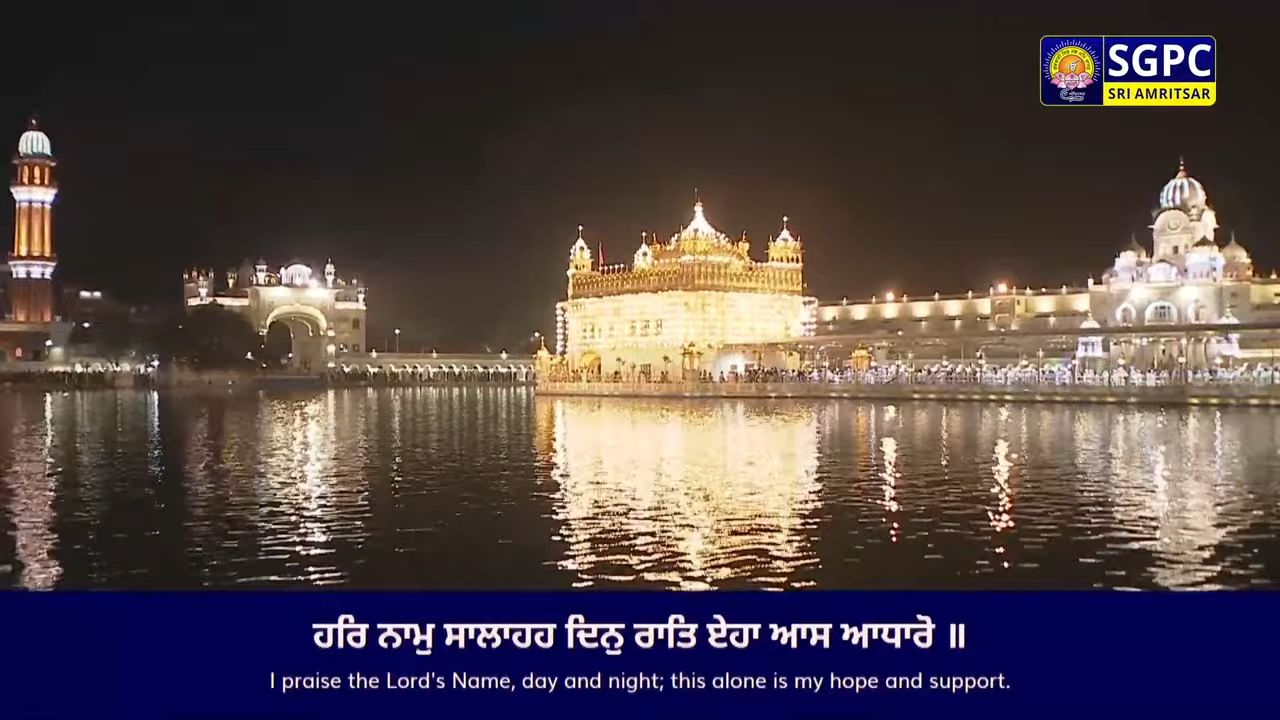 SGPC
SRI AMRITSAR
ਹਰਿ ਨਾਮੁ ਸਾਲਾਹਹ ਦਿਨੁ ਰਾਤਿ ਏਹਾ ਆਸ ਆਧਾਰੋ ॥
I praise the Lord's Name, day and night; this alone is my hope and support.